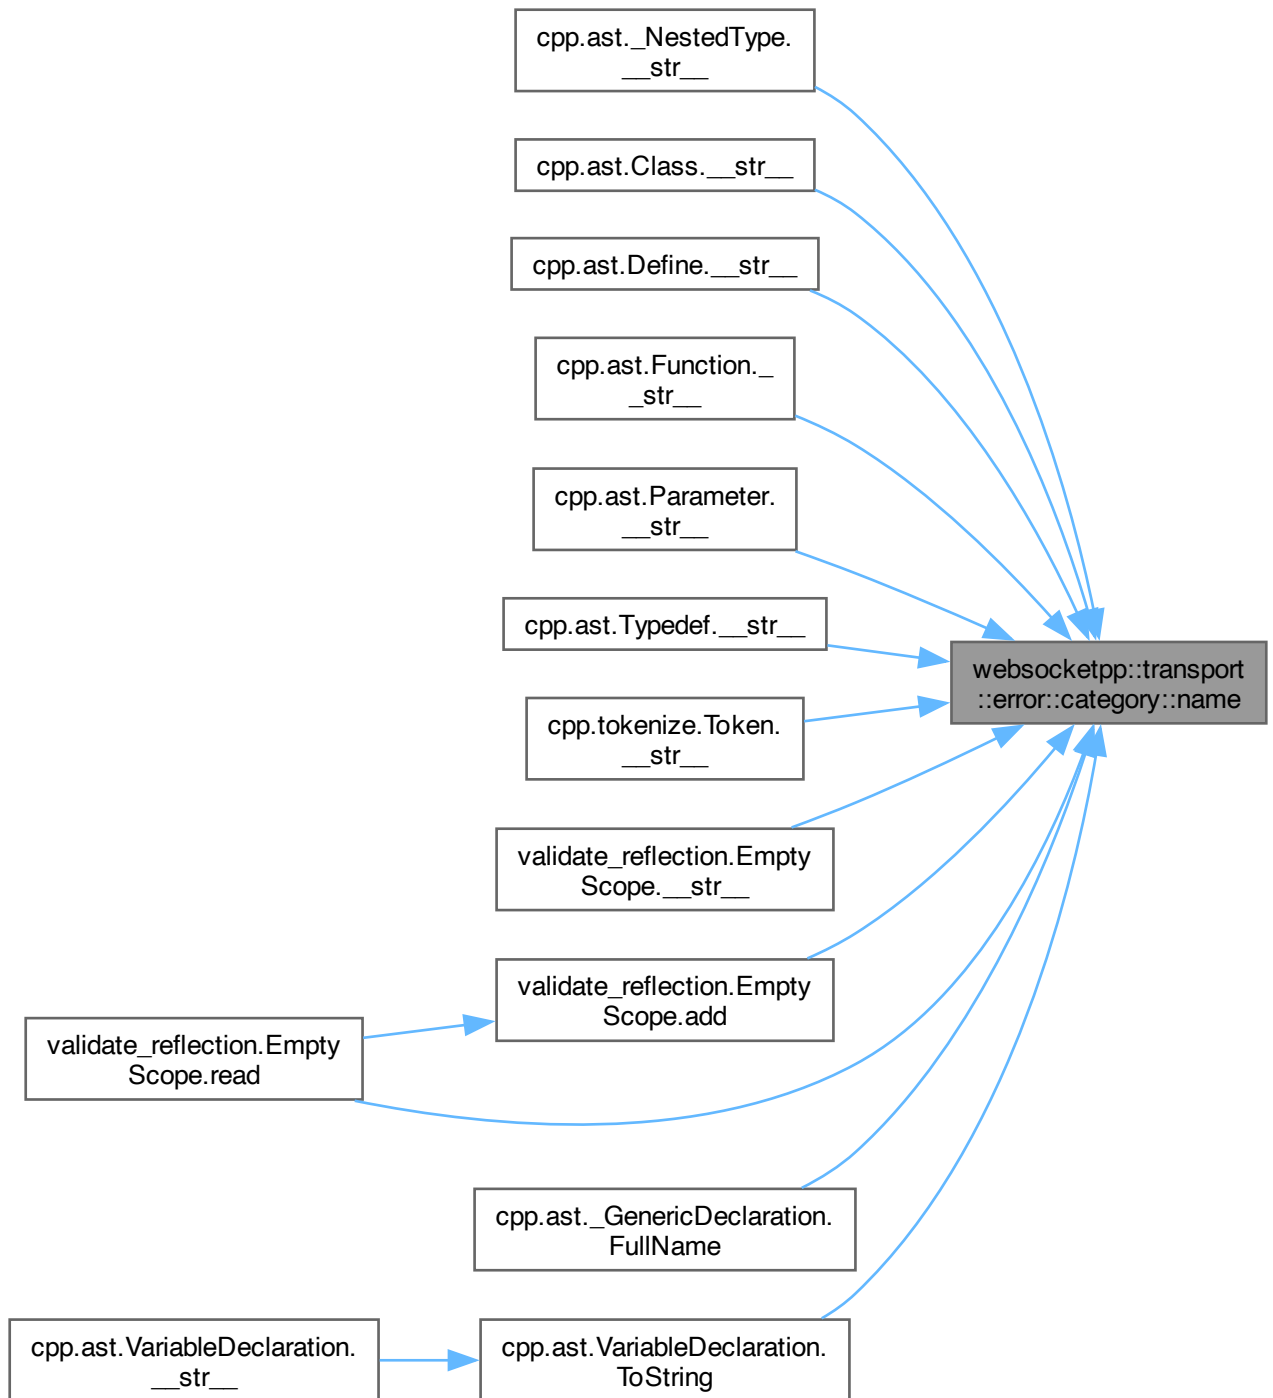 cpp.ast._NestedType.
__str__
cpp.ast.Class.__str__
cpp.ast.Define.__str__
cpp.ast.Function._
_str__
cpp.ast.Parameter.
__str__
cpp.ast.Typedef.__str__
websocketpp::transport
::error::category::name
cpp.tokenize.Token.
__str__
validate_reflection.Empty
Scope.__str__
validate_reflection.Empty
Scope.add
validate_reflection.Empty
Scope.read
cpp.ast._GenericDeclaration.
FullName
cpp.ast.VariableDeclaration.
__str__
cpp.ast.VariableDeclaration.
ToString